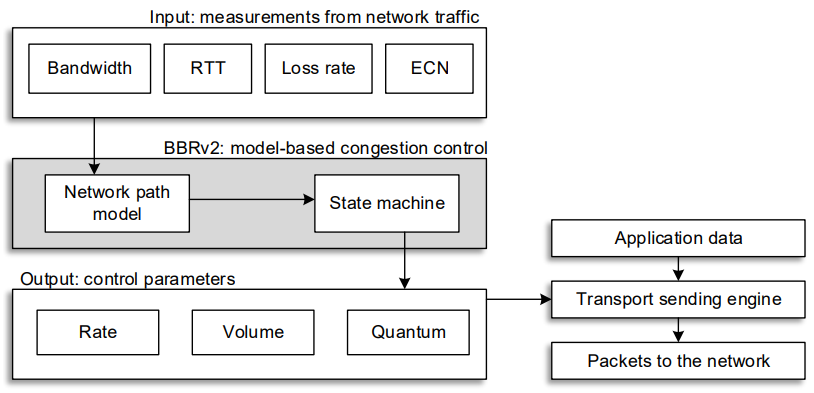 Input: measurements from network traffic
Bandwidth
RTT
Loss rate
ECN
BBRv2: model-based congestion control
Network path
model
State machine
Output: control parameters
Rate
Volume
Quantum
Application data
Transport sending engine
Packets to the network